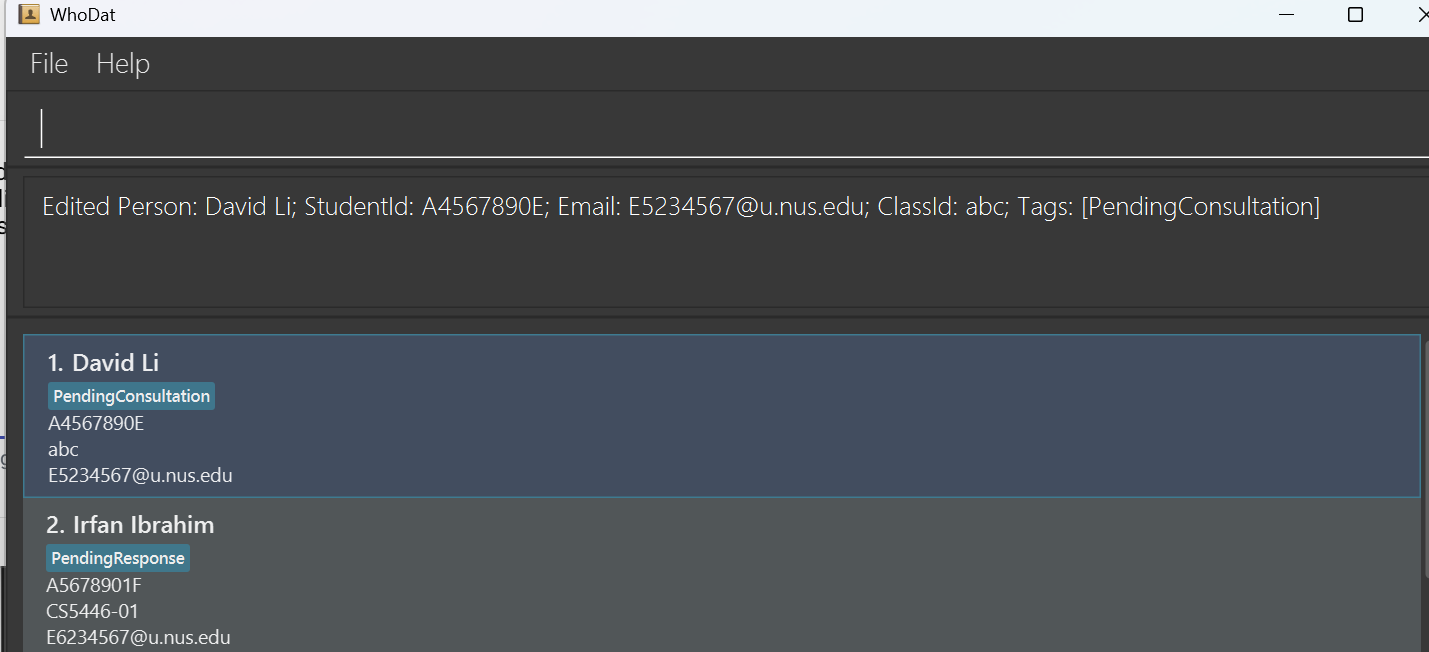 WhoDat
File Help
Edited Person: David Li; StudentId: A4567890E; Email: E5234567@u.nus.edu; ClassId: abc; Tags: [PendingConsultation]
1. David Li
PendingConsultation
A4567890E
abc
E5234567@u.nus.edu
2. Irfan Ibrahim
PendingResponse
A5678901F
CS5446-01
E6234567@u.nus.edu